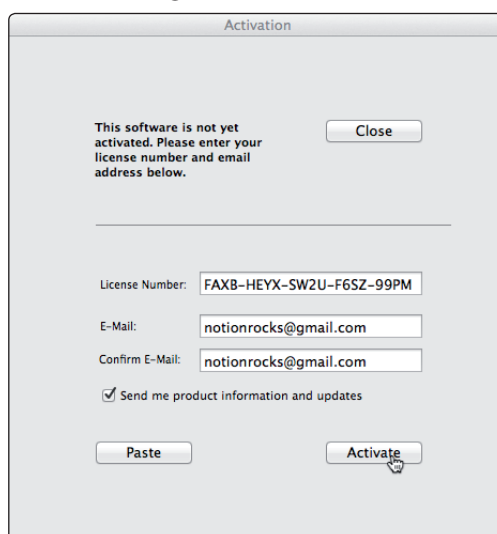 Activation
This software is not yet
activated. Please enter your
license number and email
address below.
Close
License Number: FAXB-HEYX-SW2U-F6SZ-99PM
E-Mail: notionrocks@gmail.com
Confirm E-Mail: notionrocks@gmail.com
Send me product information and updates
Paste Activate